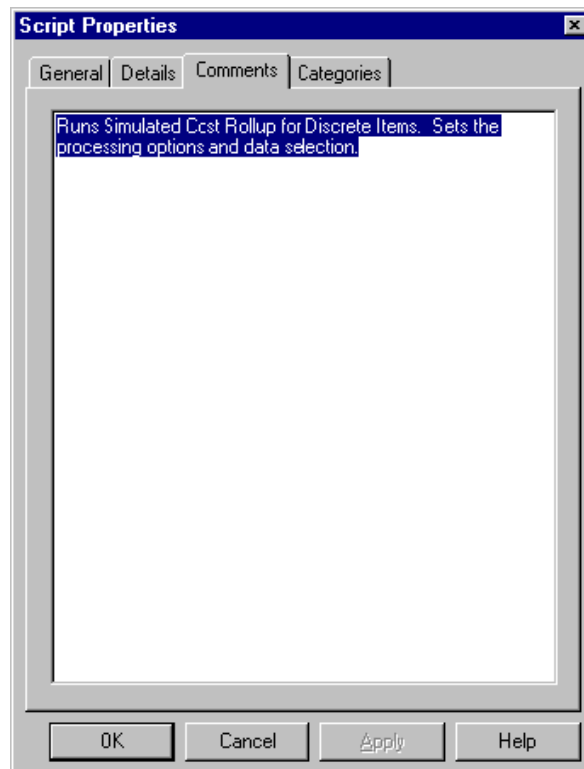 Script Properties
General Details Comments Categories
Runs Simulated Cost Rollup for Discrete Items.  Sets the
processing options and data selection.
OK Cancel Apply Help